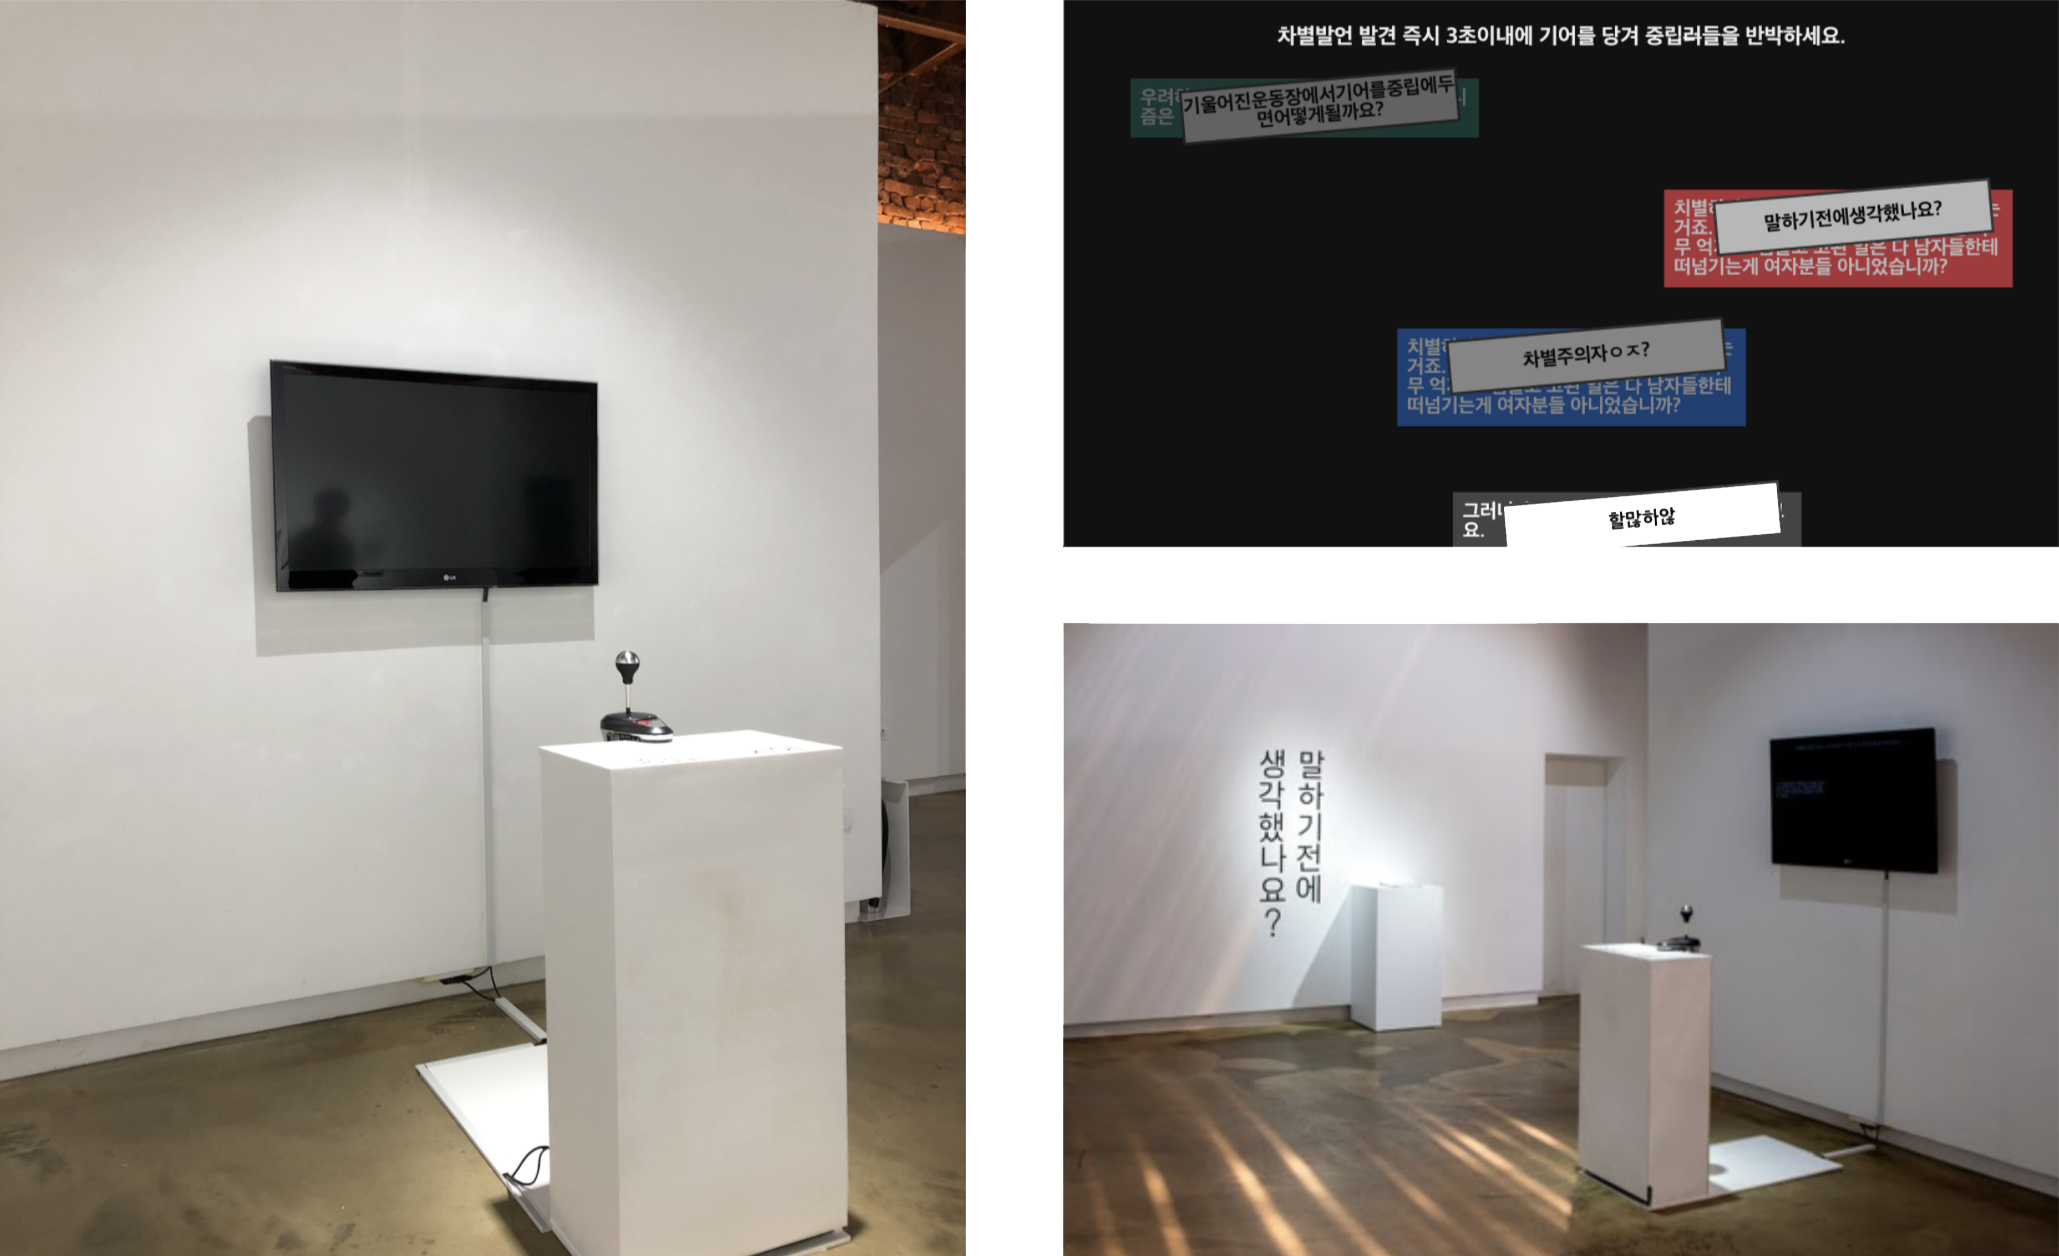 LG
차별발언 발견 즉시 3초이내에 기어를 당겨 중립러들을 반박하세요.
우려
기울어진운동장에서기어를중립에두
면어떻게될까요?
즘은
치별
말하기전에생각했나요?
거죠.
무 일은 다 남자들한테
떠넘기는게 여자분들 아니었습니까?
치별
차별주의자ㅇㅈ?
거죠.
무 일은 다 남자들한테
떠넘기는게 여자분들 아니었습니까?
그러
할많하않
요.
말하기전에
생각했나요?